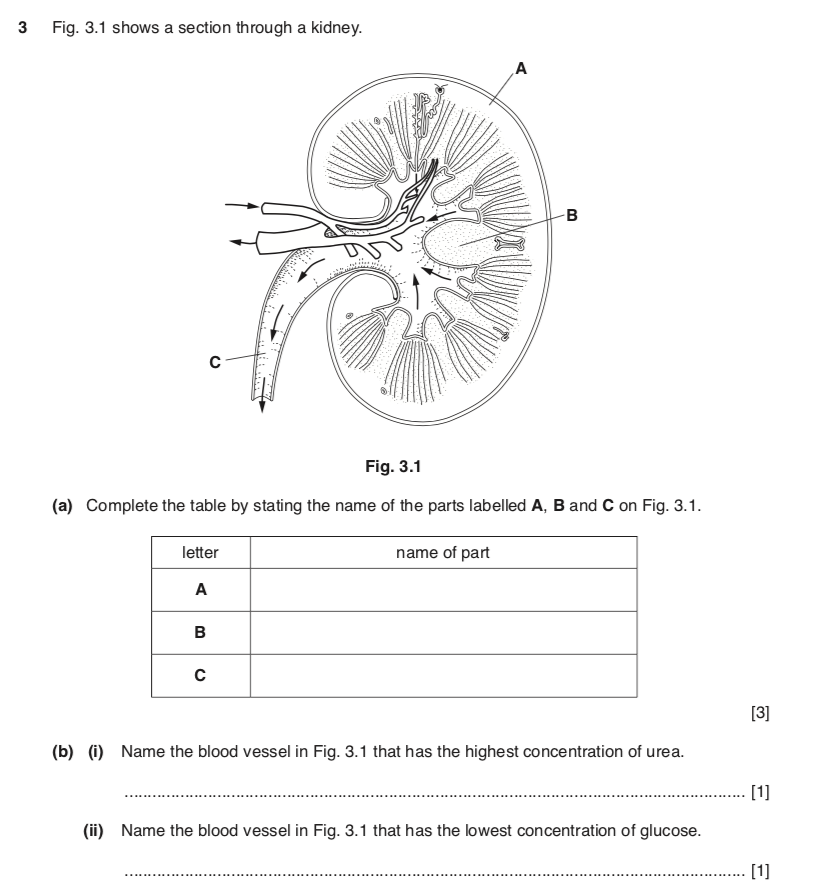 3 Fig. 3.1 shows a section through a kidney.
A
B
C
Fig. 3.1
(a) Complete the table by stating the name of the parts labelled A, B and C on Fig. 3.1.
letter name of part
A
B
C
[3]
(b) (i) Name the blood vessel in Fig. 3.1 that has the highest concentration of urea.
.......................................................................................................................... [1]
(ii) Name the blood vessel in Fig. 3.1 that has the lowest concentration of glucose.
.......................................................................................................................... [1]